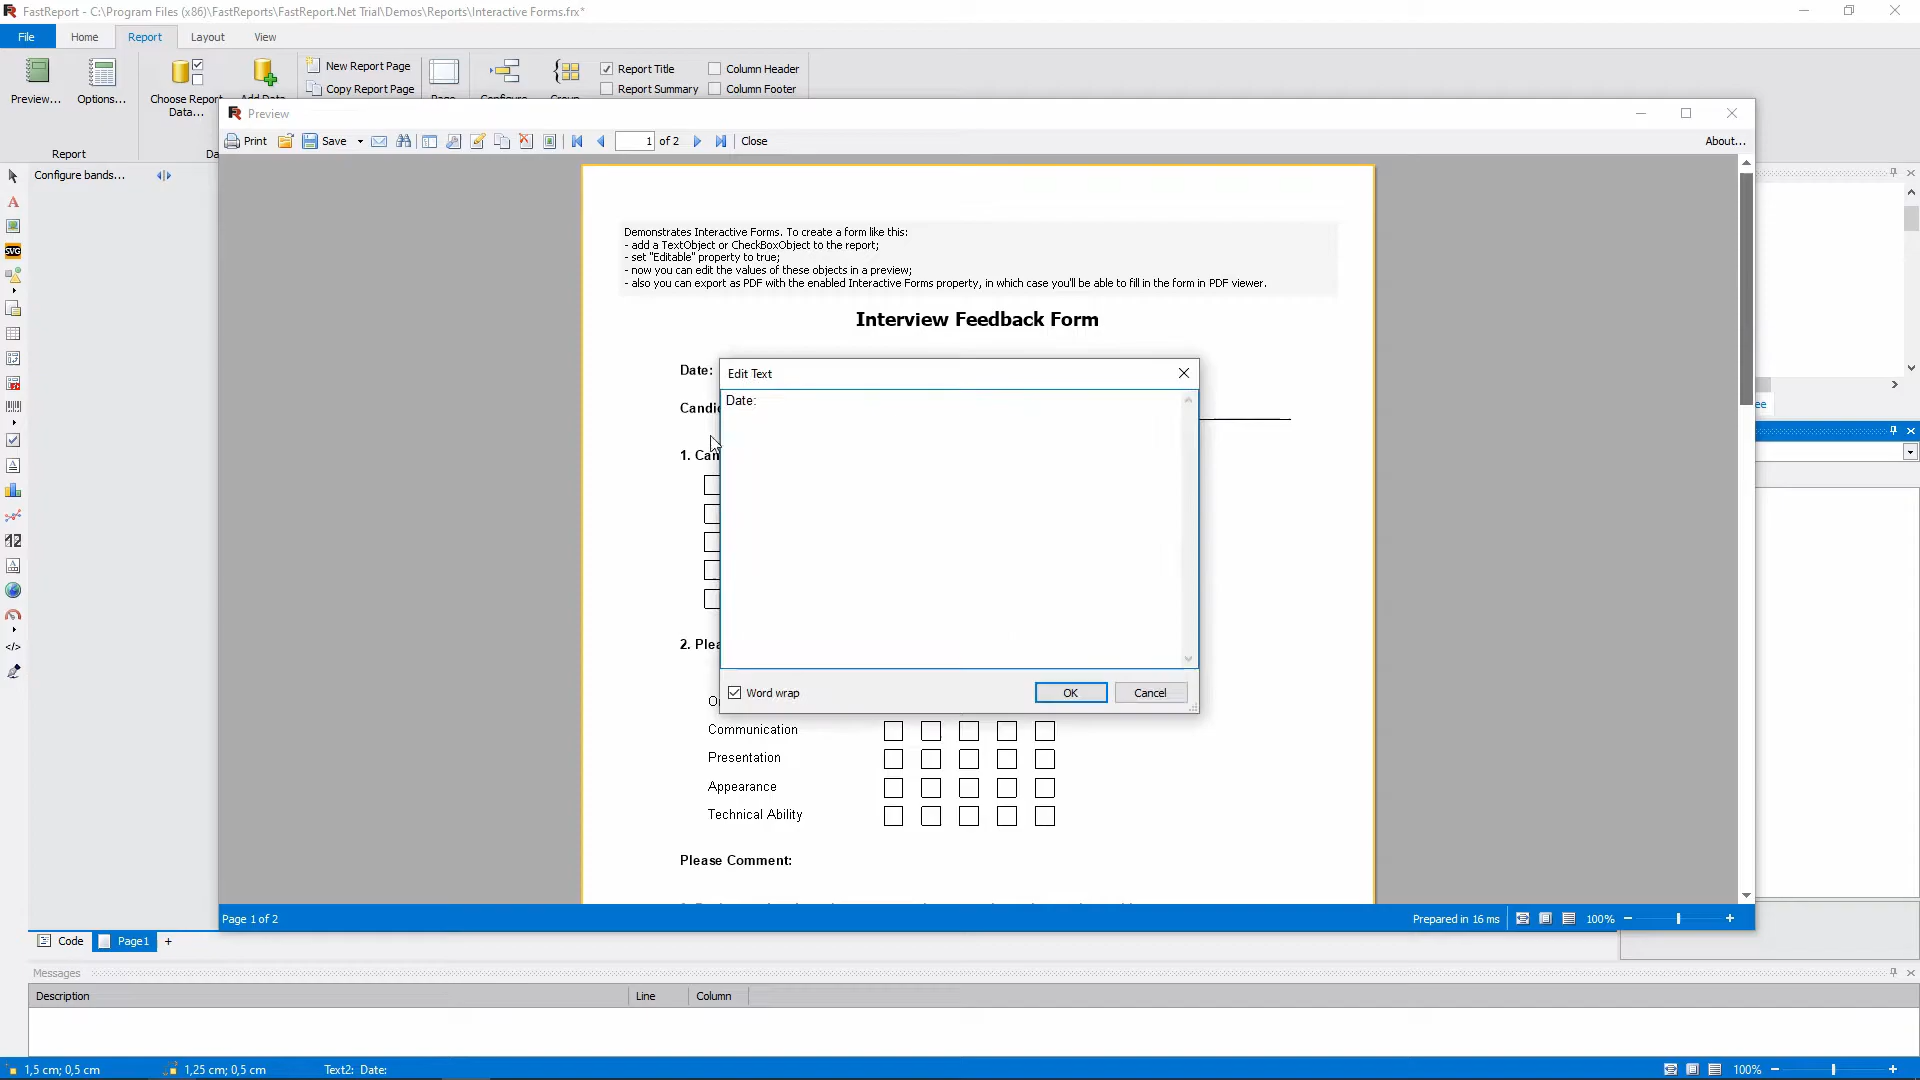 FastReport - C:\Program Files (x86)\FastReports\FastReport.Net Trial\Demos\Reports\Interactive Forms.frx*
File Home Report Layout View
New Report Page
Copy Report Page
Report Title
Report Summary
Column Header
Column Footer
Preview... Options... Choose Report Data...
Report
Configure bands...
Preview
Print Save 1 of 2 Close About...
Demonstrates Interactive Forms. To create a form like this:
- add a TextObject or CheckBoxObject to the report;
- set "Editable" property to true;
- now you can edit the values of these objects in a preview;
- also you can export as PDF with the enabled Interactive Forms property, in which case you'll be able to fill in the form in PDF viewer.
Interview Feedback Form
Date:
Edit Text
Date:
Word wrap OK Cancel
Communication
Presentation
Appearance
Technical Ability
Please Comment:
Page 1 of 2 Prepared in 16 ms 100%
Code Page1 +
Messages
Description Line Column
1,5 cm; 0,5 cm 1,25 cm; 0,5 cm Text2: Date: 100%